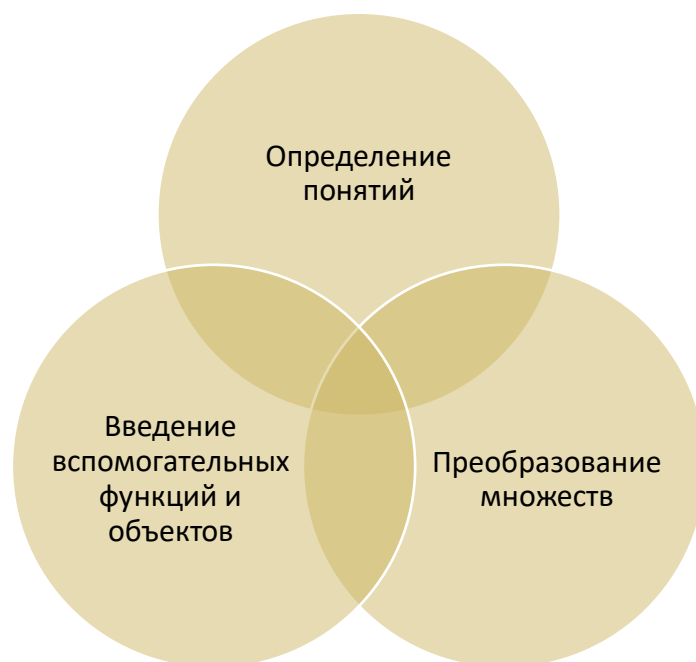 Определение
понятий
Введение
вспомогательных
функций и
объектов
Преобразование
множеств